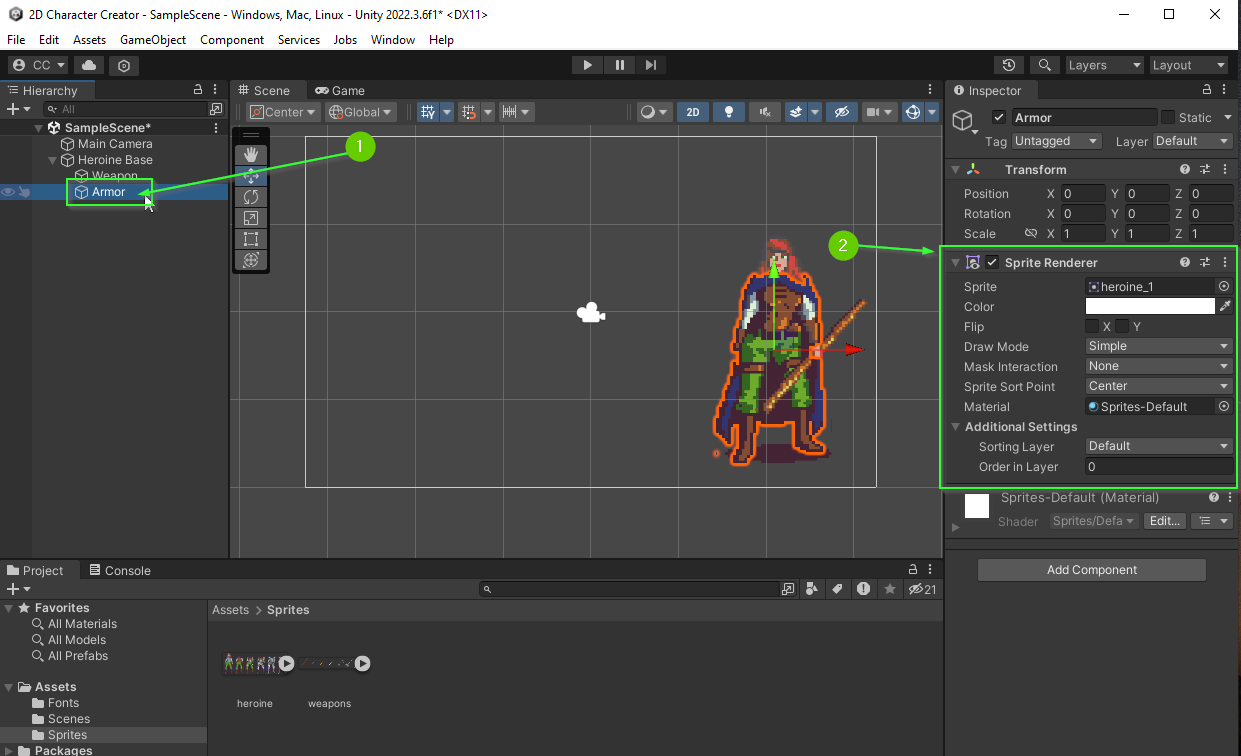 2D Character Creator - SampleScene - Windows, Mac, Linux - Unity 2022.3.6f1* <DX11>
File Edit Assets GameObject Component Services Jobs Window Help
CC Layers Layout
Hierarchy
All
SampleScene*
Main Camera
Heroine Base
Weapon
Armor
1
Scene Game
Center Global 2D
2
Inspector
Armor Static
Tag Untagged Layer Default
Transform
Position X 0 Y 0 Z 0
Rotation X 0 Y 0 Z 0
Scale X 1 Y 1 Z 1
Sprite Renderer
Sprite heroine_1
Color
Flip X Y
Draw Mode Simple
Mask Interaction None
Sprite Sort Point Center
Material Sprites-Default
Additional Settings
Sorting Layer Default
Order in Layer 0
Sprites-Default (Material)
Shader Sprites/Defa Edit...
Add Component
Project Console
21
Favorites
All Materials
All Models
All Prefabs
Assets
Fonts
Scenes
Sprites
Packages
Assets > Sprites
heroine weapons